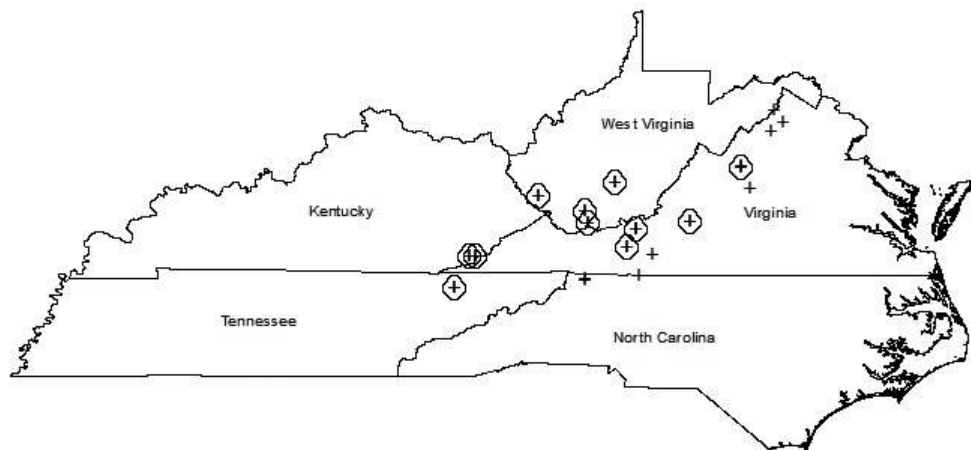 West Virginia
Kentucky
Virginia
Tennessee
North Carolina